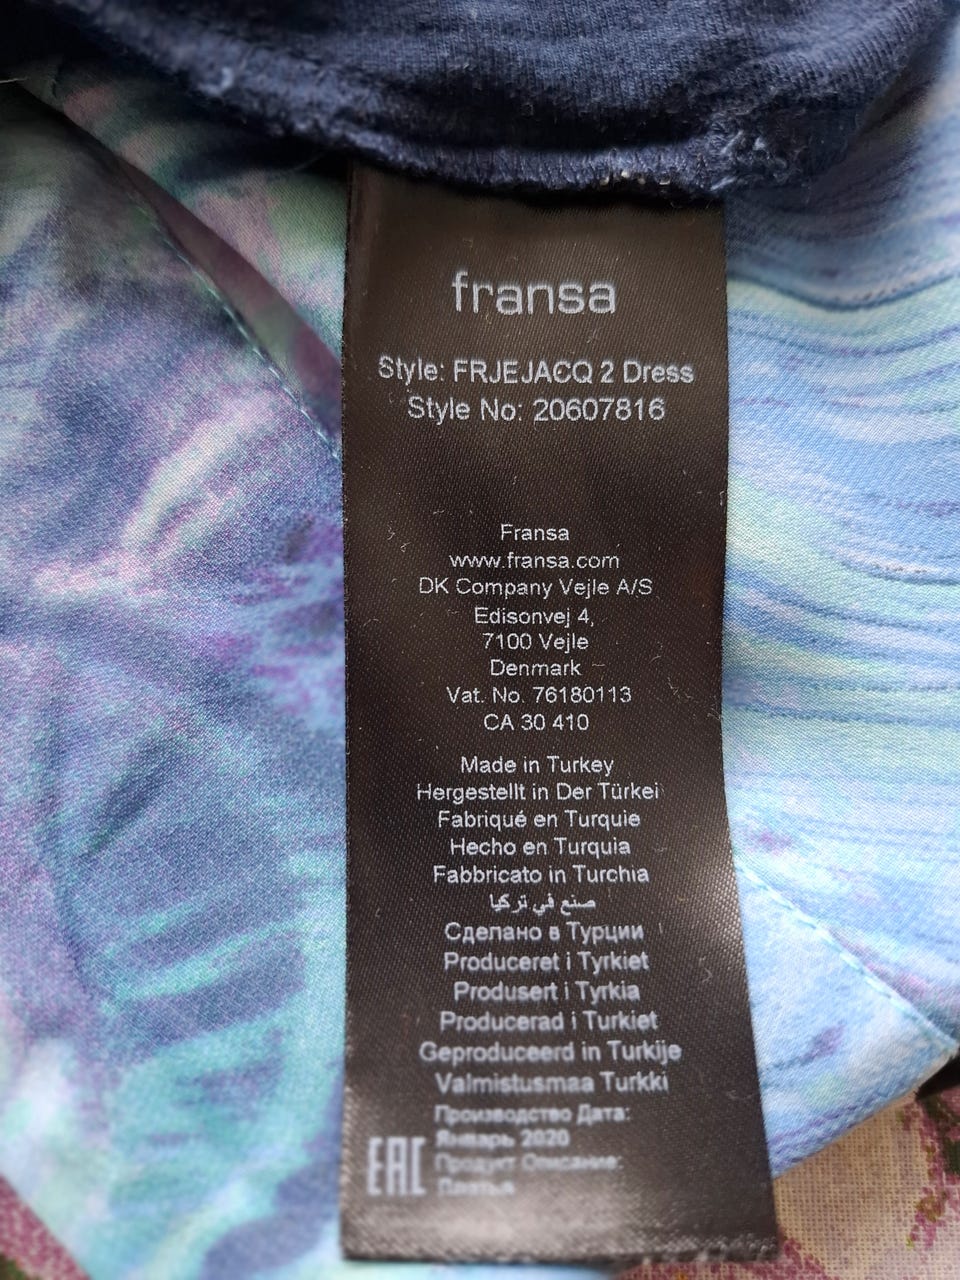 fransa
Style: FRJEJACQ 2 Dress
Style No: 20607816
Fransa
www.fransa.com
DK Company Vejle A/S
Edisonvej 4,
7100 Vejle
Denmark
Vat. No. 76180113
CA 30 410
Made in Turkey
Hergestellt in Der Türkei
Fabriqué en Turquie
Hecho en Turquia
Fabbricato in Turchia
صنع في تركيا
Сделано в Турции
Produceret i Tyrkiet
Produsert i Tyrkia
Producerad i Turkiet
Geproduceerd in Turkije
Valmistusmaa Turkki
Производство Дата:
Январь 2020
EAC Продукт Описание:
Платья